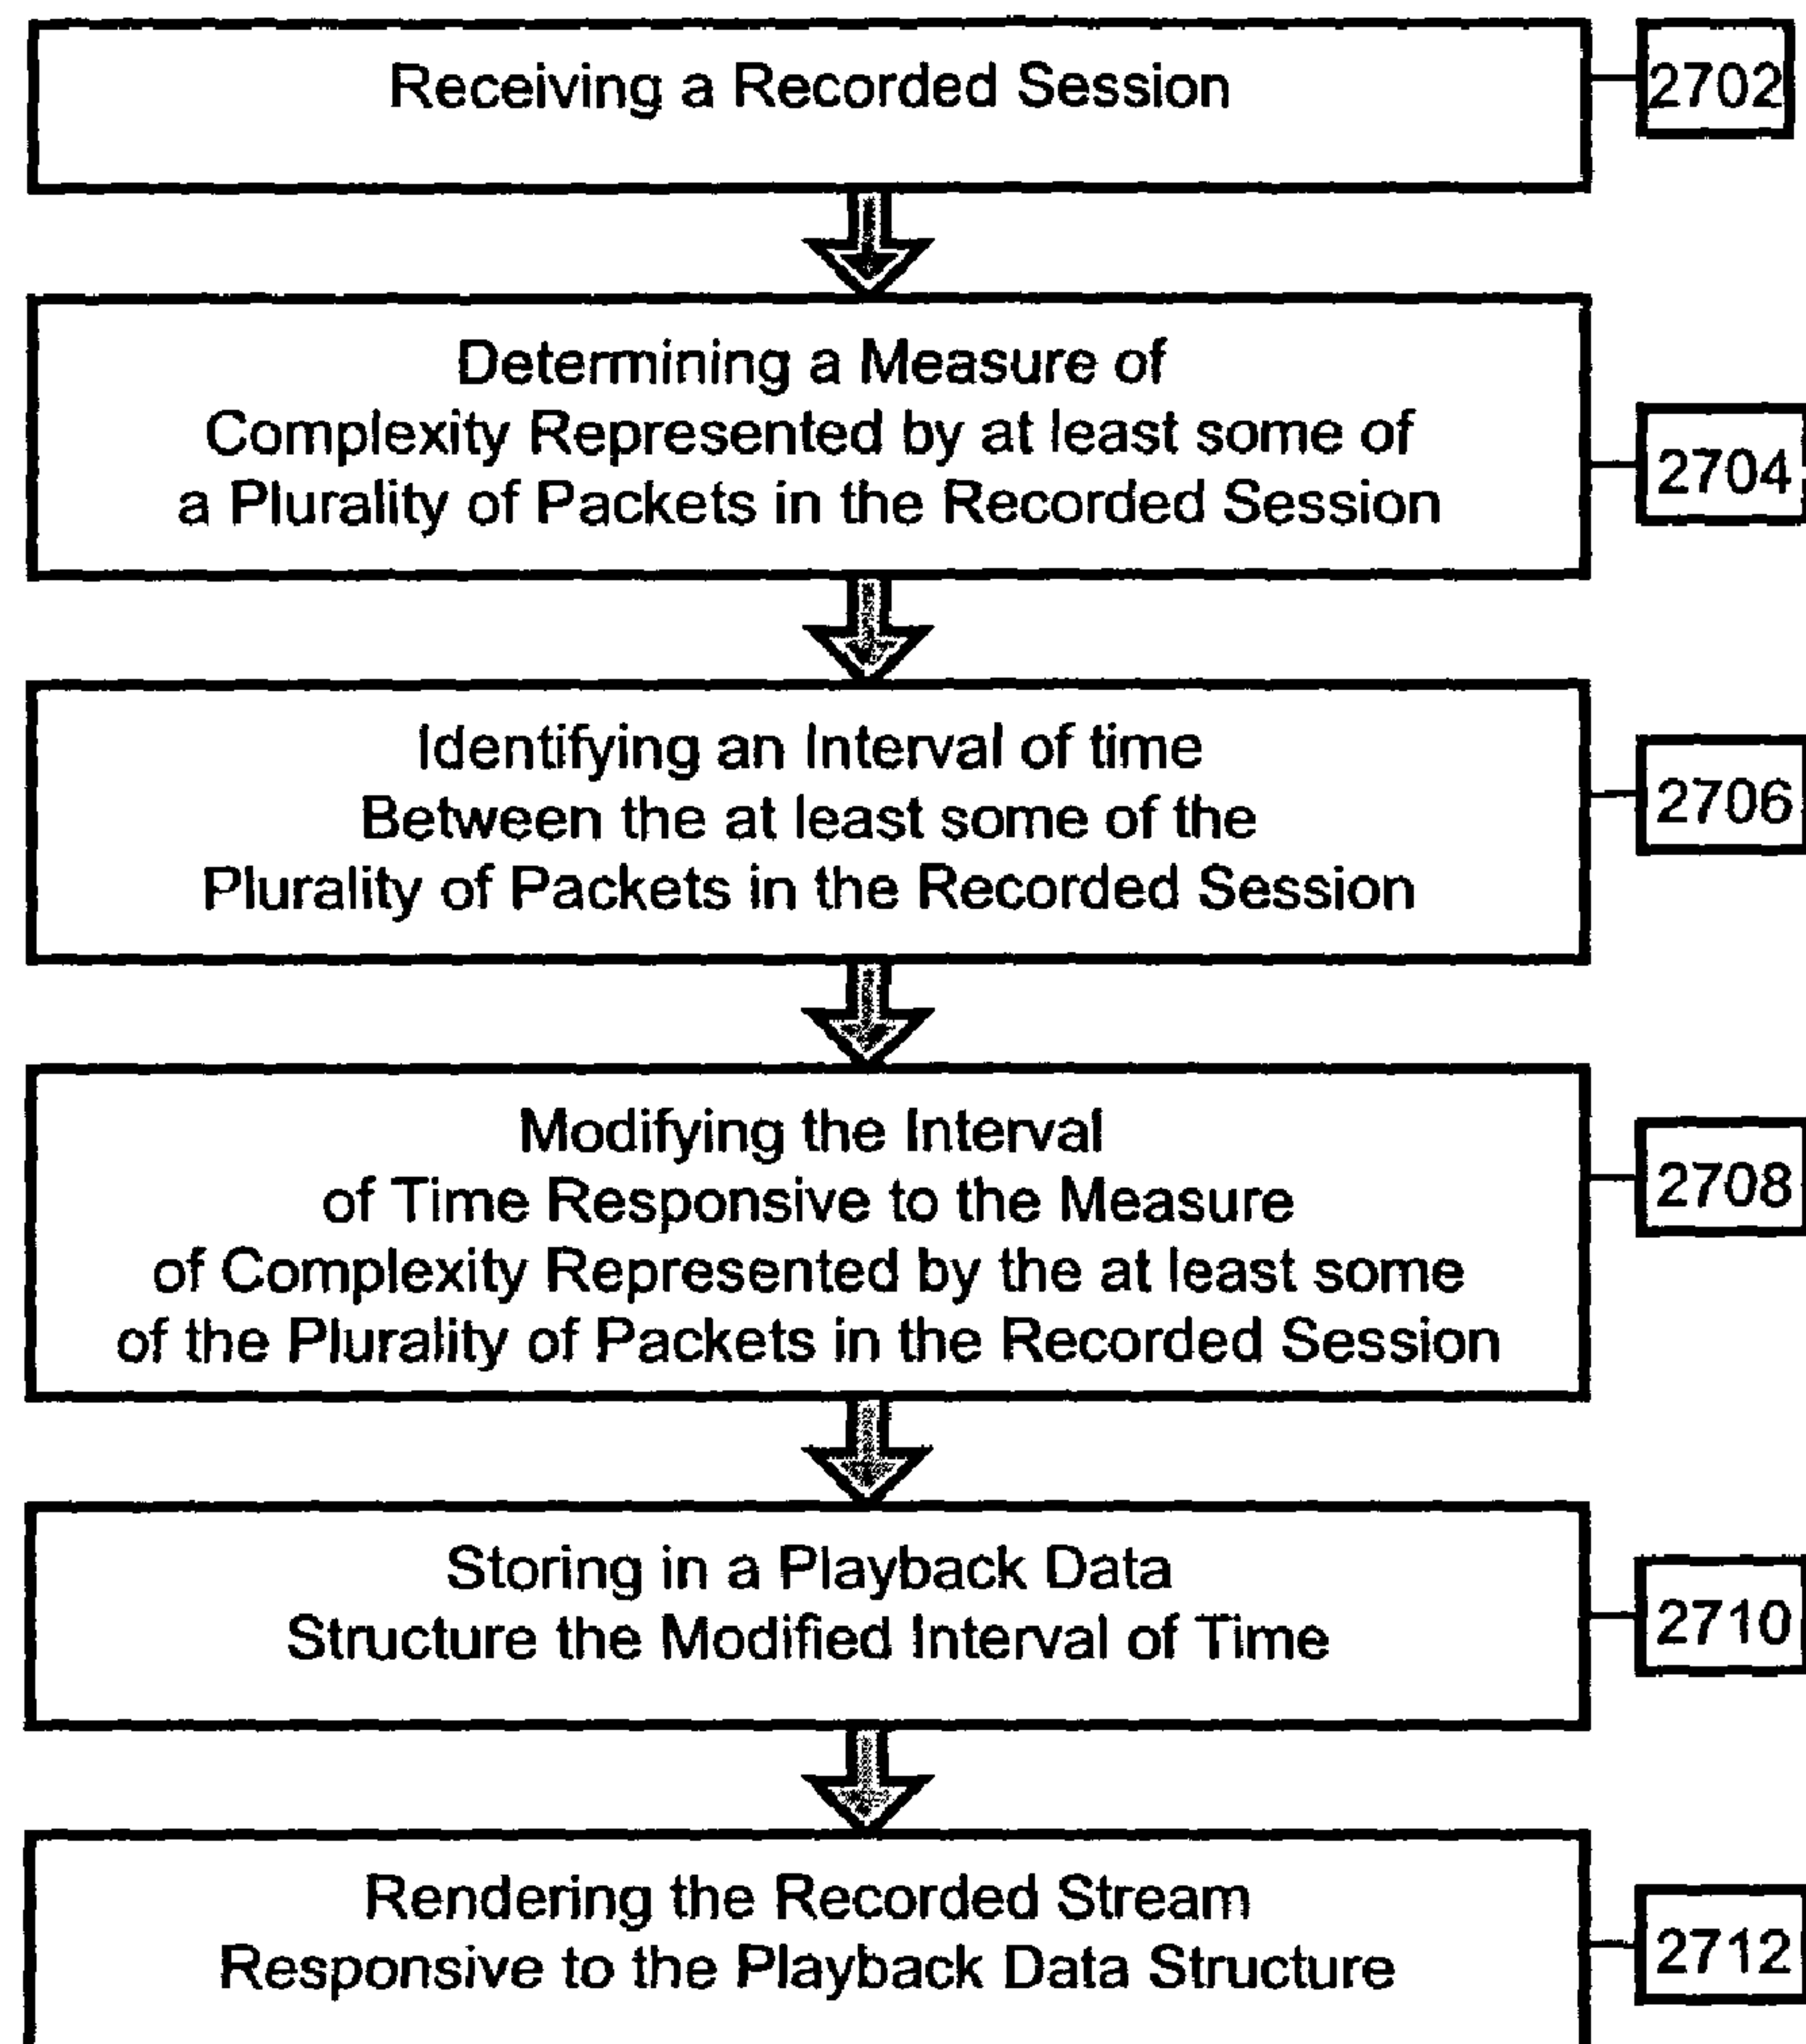 Receiving a Recorded Session
2702
Determining a Measure of
Complexity Represented by at least some of
a Plurality of Packets in the Recorded Session
2704
Identifying an Interval of time
Between the at least some of the
Plurality of Packets in the Recorded Session
2706
Modifying the Interval
of Time Responsive to the Measure
of Complexity Represented by the at least some
of the Plurality of Packets in the Recorded Session
2708
Storing in a Playback Data
Structure the Modified Interval of Time
2710
Rendering the Recorded Stream
Responsive to the Playback Data Structure
2712